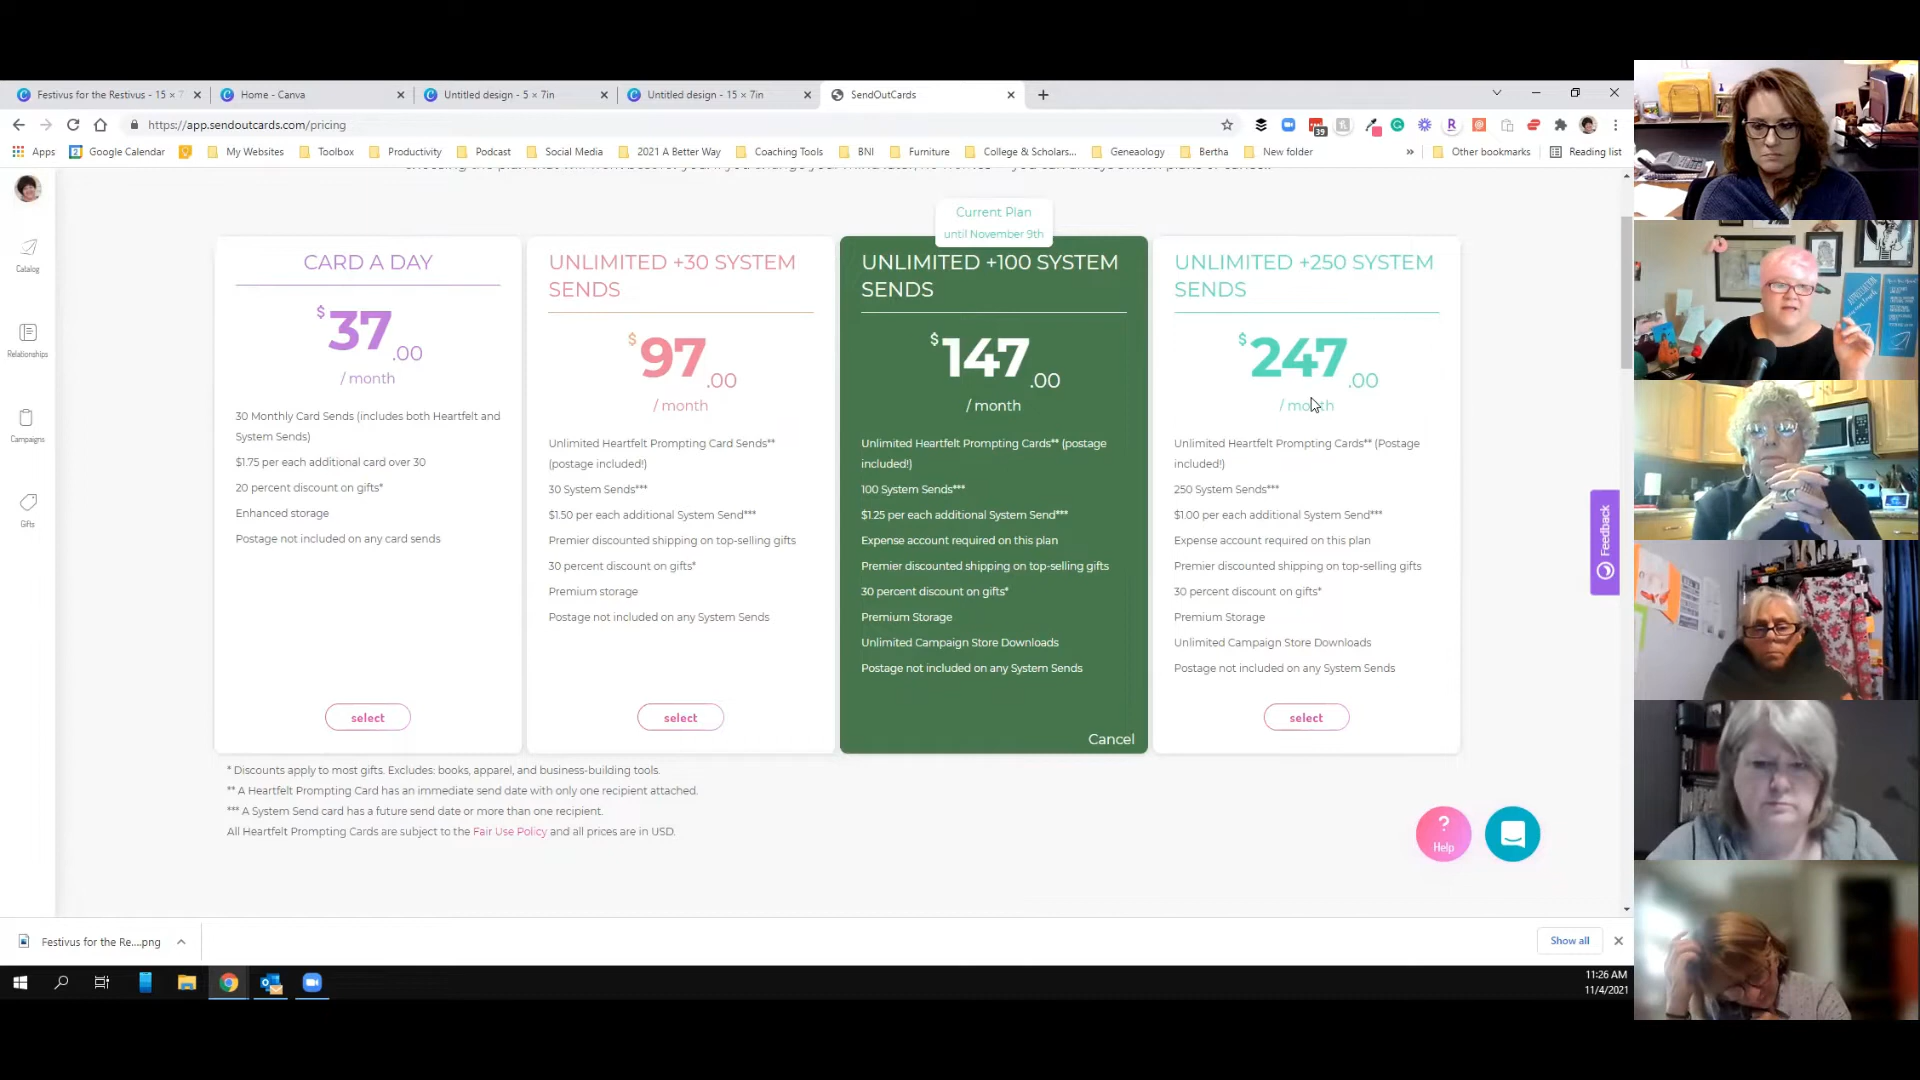 Festivus for the Restivus - 15 × 7
Home - Canva
Untitled design - 5 × 7in
Untitled design - 15 × 7in
SendOutCards
https://app.sendoutcards.com/pricing
39
Apps
Google Calendar
My Websites
Toolbox
Productivity
Podcast
Social Media
2021 A Better Way
Coaching Tools
BNI
Furniture
College & Scholars...
Geneaology
Bertha
New folder
»
Other bookmarks
Reading list
Catalog
Relationships
Campaigns
Gifts
Current Plan
until November 9th
CARD A DAY
$37.00
/ month
30 Monthly Card Sends (includes both Heartfelt and
System Sends)
$1.75 per each additional card over 30
20 percent discount on gifts*
Enhanced storage
Postage not included on any card sends
select
UNLIMITED +30 SYSTEM
SENDS
$97.00
/ month
Unlimited Heartfelt Prompting Card Sends**
(postage included!)
30 System Sends***
$1.50 per each additional System Send***
Premier discounted shipping on top-selling gifts
30 percent discount on gifts*
Premium storage
Postage not included on any System Sends
select
UNLIMITED +100 SYSTEM
SENDS
$147.00
/ month
Unlimited Heartfelt Prompting Cards** (postage
included!)
100 System Sends***
$1.25 per each additional System Send***
Expense account required on this plan
Premier discounted shipping on top-selling gifts
30 percent discount on gifts*
Premium Storage
Unlimited Campaign Store Downloads
Postage not included on any System Sends
Cancel
UNLIMITED +250 SYSTEM
SENDS
$247.00
/ month
Unlimited Heartfelt Prompting Cards** (Postage
included!)
250 System Sends***
$1.00 per each additional System Send***
Expense account required on this plan
Premier discounted shipping on top-selling gifts
30 percent discount on gifts*
Premium Storage
Unlimited Campaign Store Downloads
Postage not included on any System Sends
select
Feedback
* Discounts apply to most gifts. Excludes: books, apparel, and business-building tools.
** A Heartfelt Prompting Card has an immediate send date with only one recipient attached.
*** A System Send card has a future send date or more than one recipient.
All Heartfelt Prompting Cards are subject to the Fair Use Policy and all prices are in USD.
?
Help
Festivus for the Re....png
Show all
11:26 AM
11/4/2021